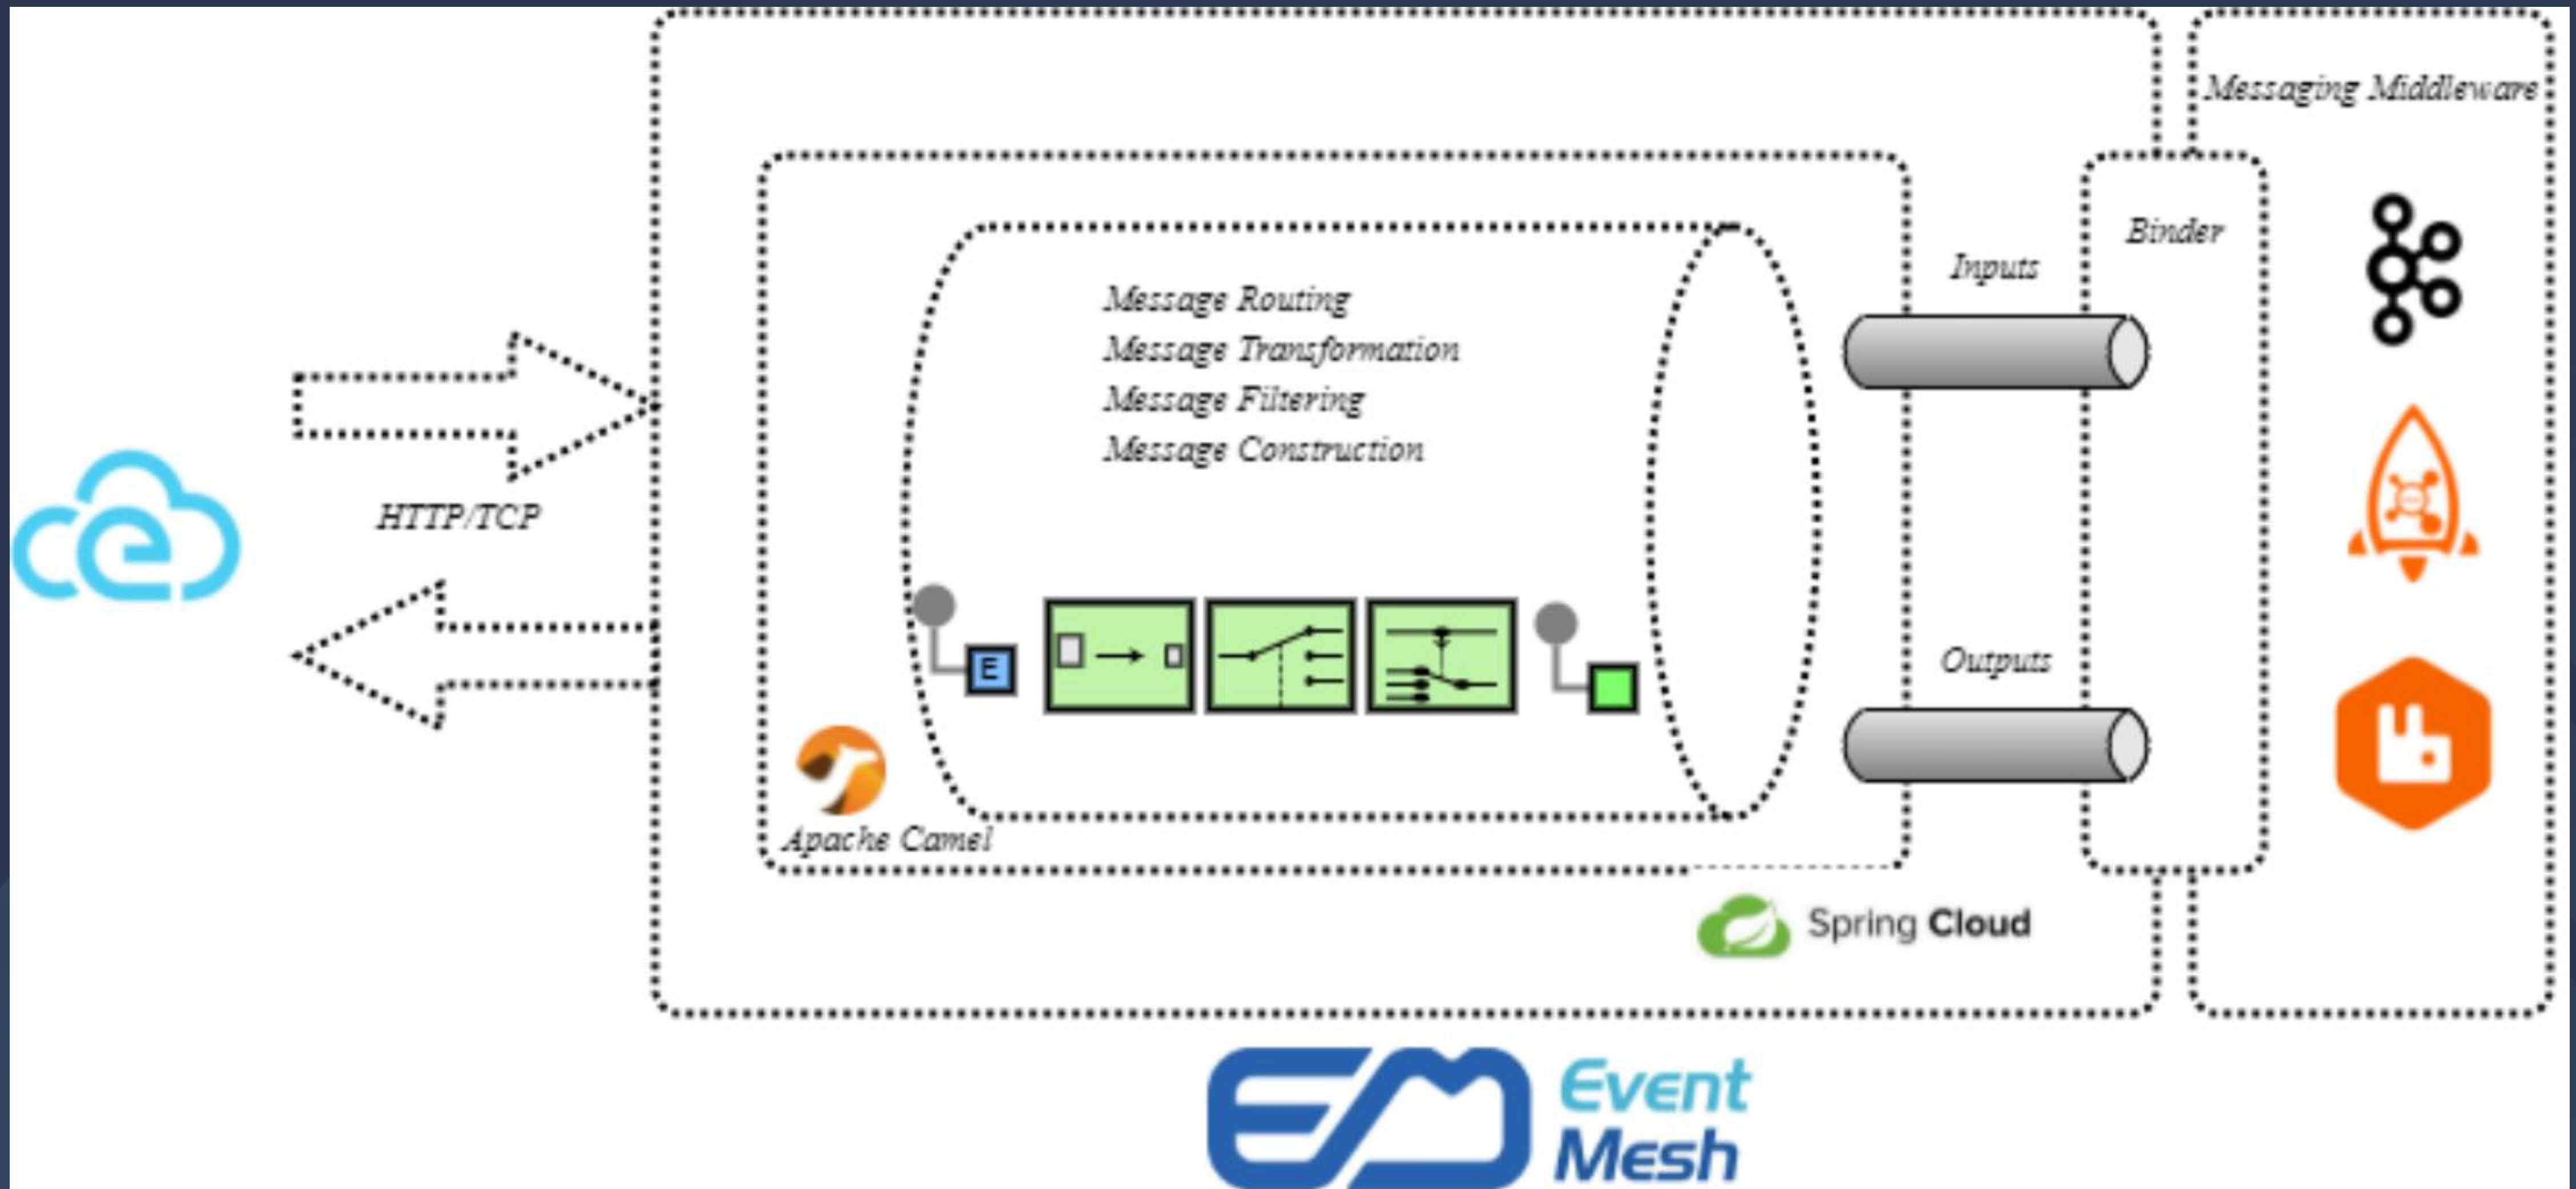 Messaging Middleware
Binder
Inputs
Message Routing
Message Transformation
Message Filtering
Message Construction
HTTP/TCP
E
Outputs
Apache Camel
Spring Cloud
Event
Mesh